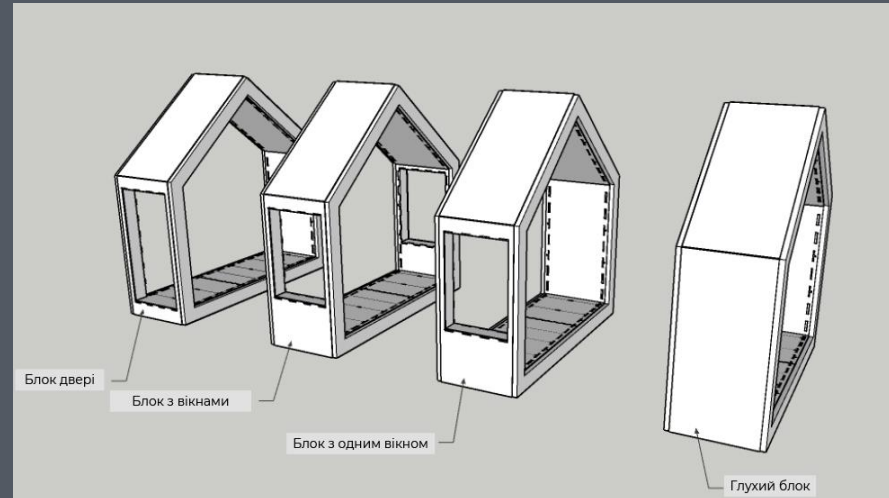 Блок двері
Блок з вікнами
Блок з одним вікном
Глухий блок